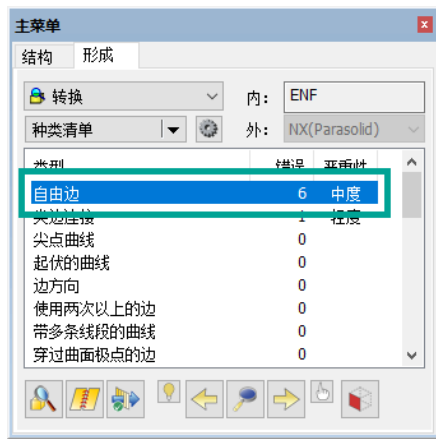 主菜单
结构 形成
转换 内： ENF
种类清单 外： NX(Parasolid)
类型 错误 严重性
自由边 6 中度
尖边连接 1 轻度
尖点曲线 0
起伏的曲线 0
边方向 0
使用两次以上的边 0
带多条线段的曲线 0
穿过曲面极点的边 0